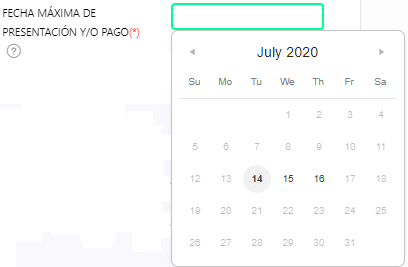 FECHA MÁXIMA DE
PRESENTACIÓN Y/O PAGO(*)
?
July 2020
Su Mo Tu We Th Fr Sa
1 2 3 4
5 6 7 8 9 10 11
12 13 14 15 16 17 18
19 20 21 22 23 24 25
26 27 28 29 30 31